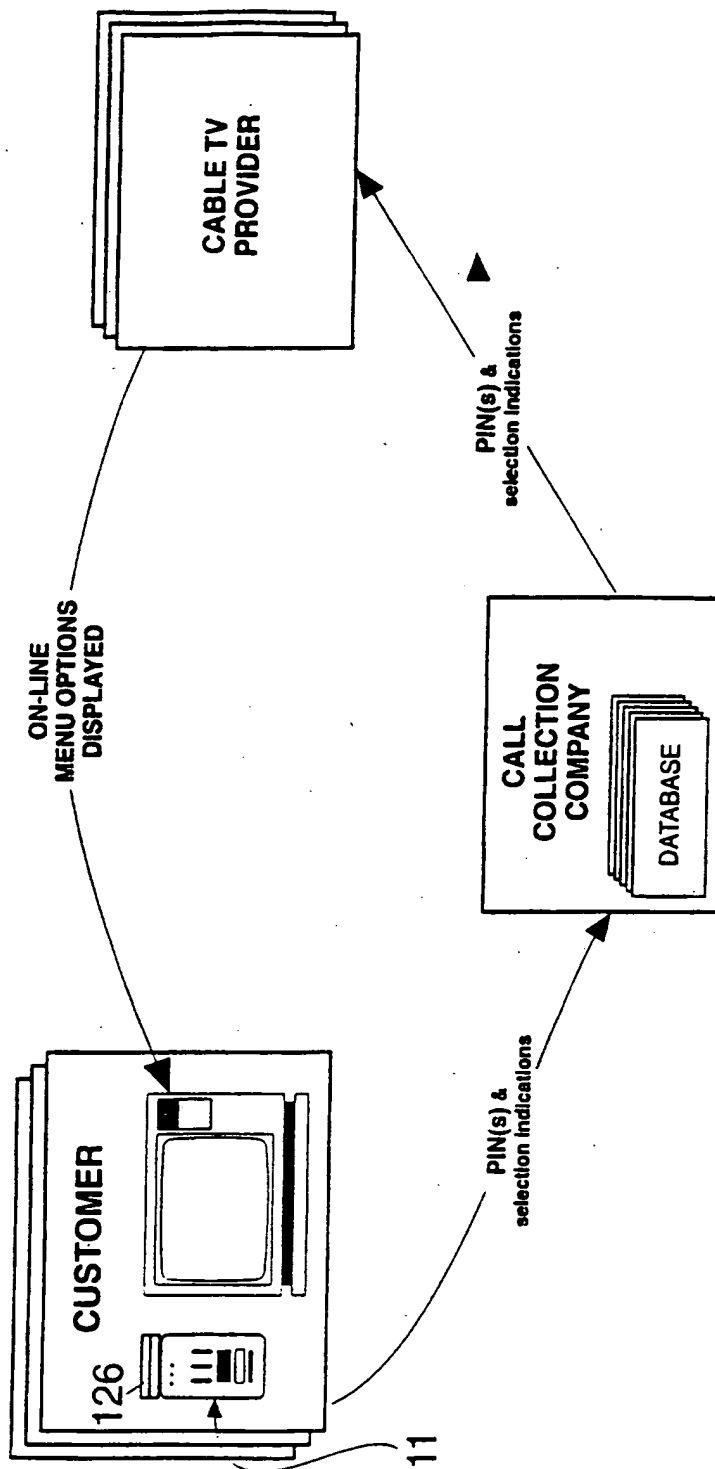 CUSTOMER
126
11
ON-LINE
MENU OPTIONS
DISPLAYED
CABLE TV
PROVIDER
PIN(s) &
selection indications
CALL
COLLECTION
COMPANY
DATABASE
PIN(s) &
selection indications